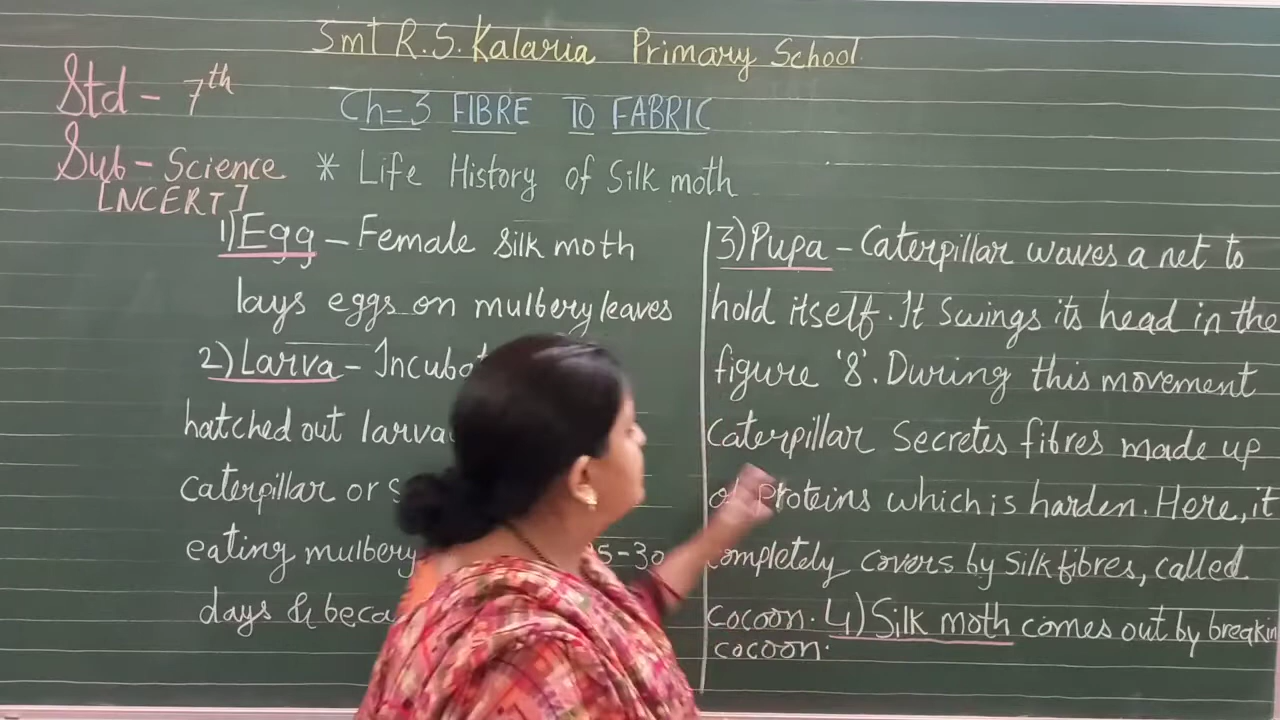 Smt R.S. Kalaria Primary School
Std - 7th
Ch=3 FIBRE TO FABRIC
Sub - Science
[NCERT]
* Life History of Silk moth
1) Egg - Female silk moth
lays eggs on mulbery leaves
2) Larva -
hatched out
caterpillar or
eating mulbery 25-30
days &
3) Pupa - Caterpillar waves a net to
hold itself. It swings its head in the
figure '8'. During this movement
caterpillar secretes fibres made up
of proteins which is harden. Here, it
completely covers by silk fibres, called
cocoon. 4) Silk moth comes out by breakin
cocoon.